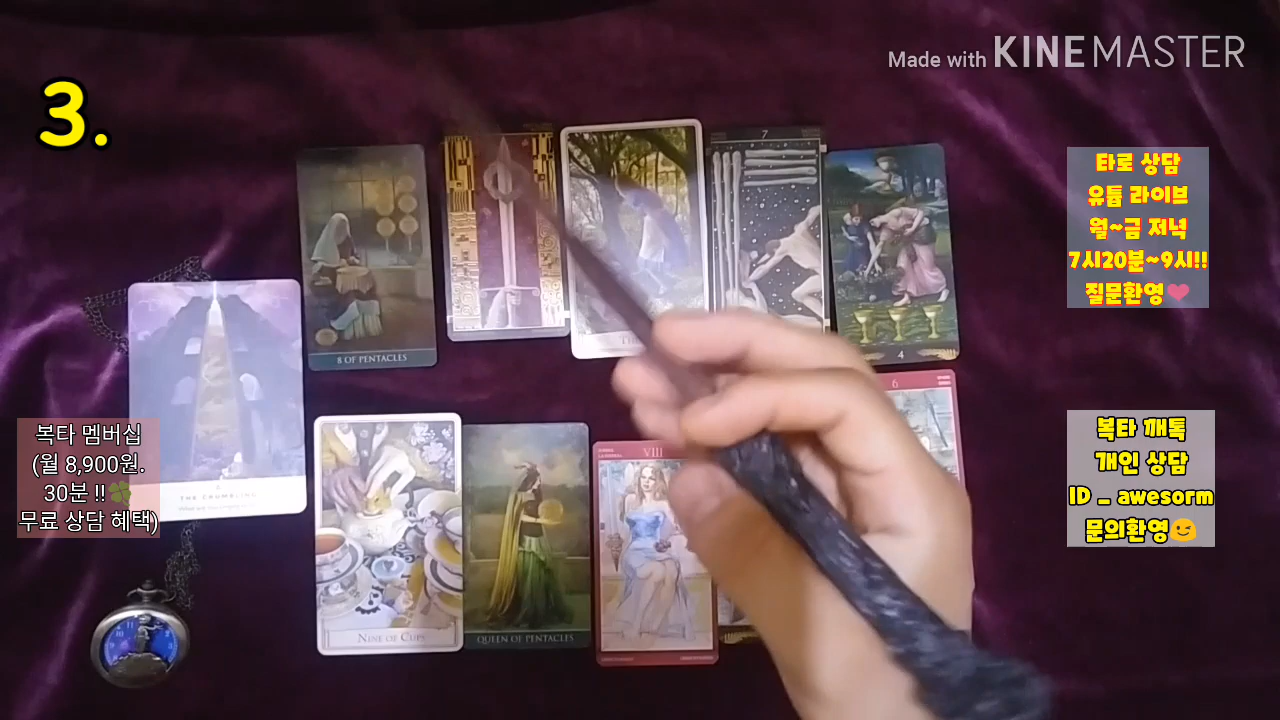 Made with KINEMASTER
3.
타로 상담
유튭 라이브
월~금 저녁
7시20분~9시!!
질문환영
7
8 OF PENTACLES
4
6
복타 멤버십
(월 8,900원.
30분 !!
무료 상담 혜택)
THE CRUMBLING
복타 깨톡
개인 상담
ID _ awesorm
문의환영
VIII
NINE OF CUPS
QUEEN OF PENTACLES